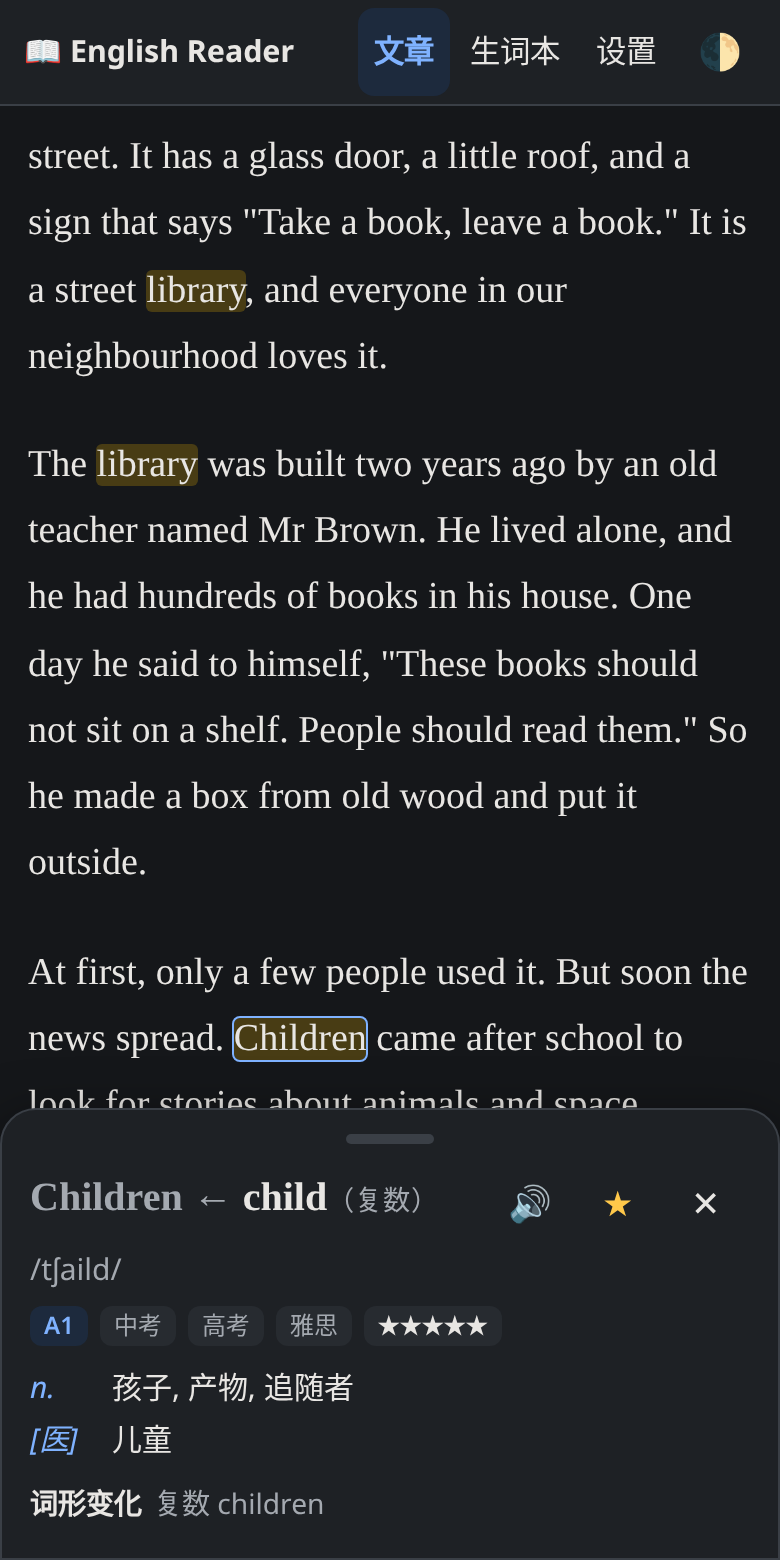 📖 English Reader 文章 生词本 设置 🌓
street. It has a glass door, a little roof, and a
sign that says "Take a book, leave a book." It is
a street library, and everyone in our
neighbourhood loves it.
The library was built two years ago by an old
teacher named Mr Brown. He lived alone, and
he had hundreds of books in his house. One
day he said to himself, "These books should
not sit on a shelf. People should read them." So
he made a box from old wood and put it
outside.
At first, only a few people used it. But soon the
news spread. Children came after school to
look for stories about animals and space.
Children ← child（复数） 🔊 ★ ✕
/tʃaild/
A1 中考 高考 雅思 ★★★★★
n. 孩子, 产物, 追随者
[医] 儿童
词形变化 复数 children